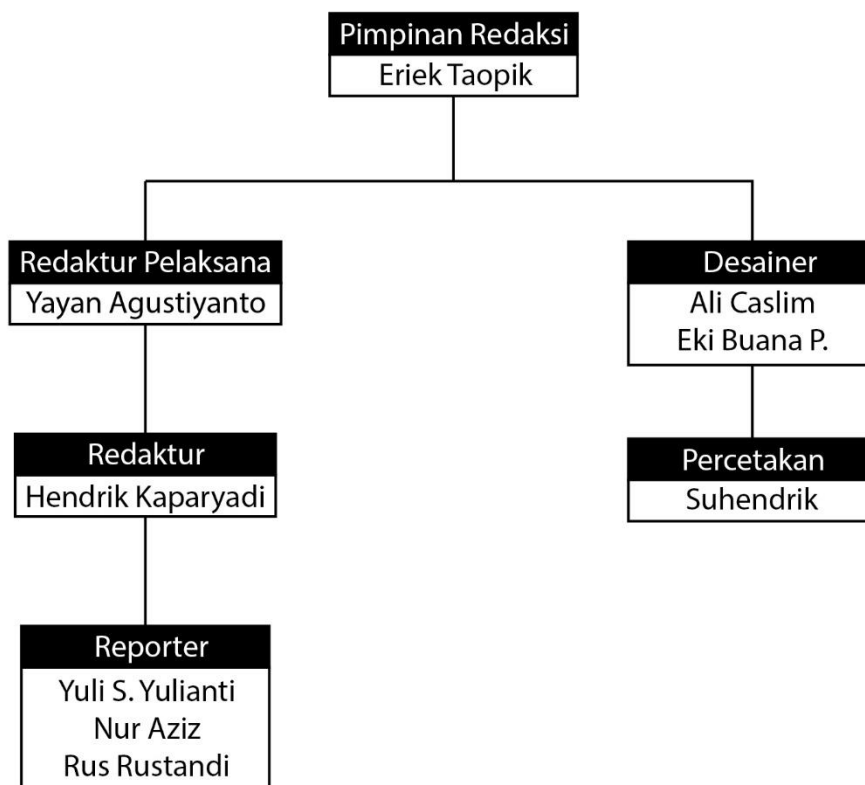 Pimpinan Redaksi
Eriek Taopik
Redaktur Pelaksana
Yayan Agustiyanto
Desainer
Ali Caslim
Eki Buana P.
Redaktur
Hendrik Kaparyadi
Percetakan
Suhendrik
Reporter
Yuli S. Yulianti
Nur Aziz
Rus Rustandi